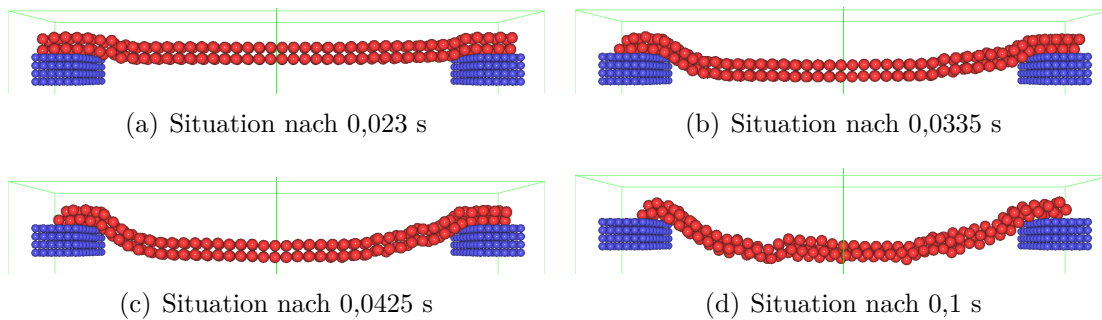 (a) Situation nach 0,023 s
(b) Situation nach 0,0335 s
(c) Situation nach 0,0425 s
(d) Situation nach 0,1 s